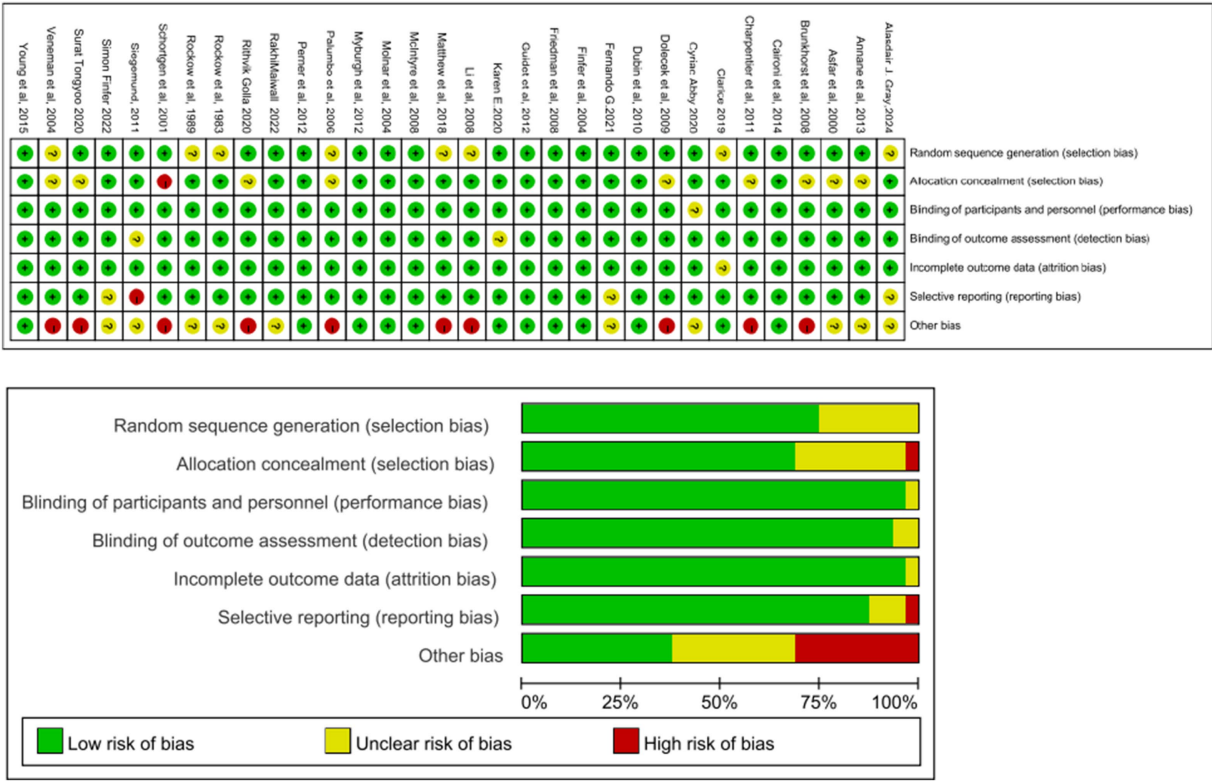 Young et al, 2015
Veneman et al, 2004
Surat Tongyoo 2020
Simon Finfer 2022
Siegemund, 2011
Schortgen et al, 2001
Rockow et al, 1989
Rockow et al, 1983
Rithvik Golla 2020
RakhiMaiwall 2022
Perner et al, 2012
Palumbo et al, 2006
Myburgh et al, 2012
Molnar et al, 2004
McIntyre et al, 2008
Matthew et al, 2018
Li et al, 2008
Karen E.2020
Guidet et al, 2012
Friedman et al, 2008
Finfer et al, 2004
Fernando G.2021
Dubin et al, 2010
Dolecek et al, 2009
Cyriac Abby 2020
Clarice 2019
Charpentier et al, 2011
Caironi et al, 2014
Brunkhorst et al, 2008
Asfar et al, 2000
Annane et al, 2013
Alasdair J. Gray,2024
Random sequence generation (selection bias)
Allocation concealment (selection bias)
Binding of participants and personnel (performance bias)
Binding of outcome assessment (detection bias)
Incomplete outcome data (attrition bias)
Selective reporting (reporting bias)
Other bias
Random sequence generation (selection bias)
Allocation concealment (selection bias)
Blinding of participants and personnel (performance bias)
Blinding of outcome assessment (detection bias)
Incomplete outcome data (attrition bias)
Selective reporting (reporting bias)
Other bias
0% 25% 50% 75% 100%
Low risk of bias Unclear risk of bias High risk of bias